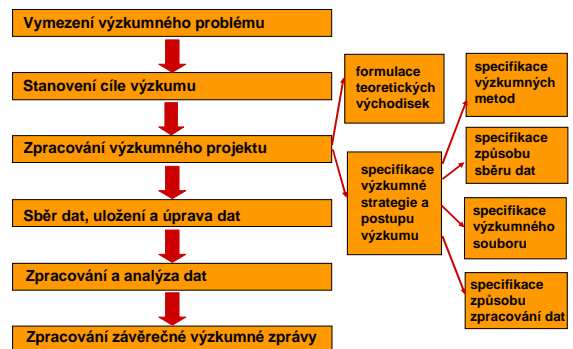 Vymezení výzkumného problému
Stanovení cíle výzkumu
Zpracování výzkumného projektu
Sběr dat, uložení a úprava dat
Zpracování a analýza dat
Zpracování závěrečné výzkumné zprávy
formulace
teoretických
východisek
specifikace
výzkumné
strategie a
postupu
výzkumu
specifikace
výzkumných
metod
specifikace
způsobu
sběru dat
specifikace
výzkumného
souboru
specifikace
způsobu
zpracování dat